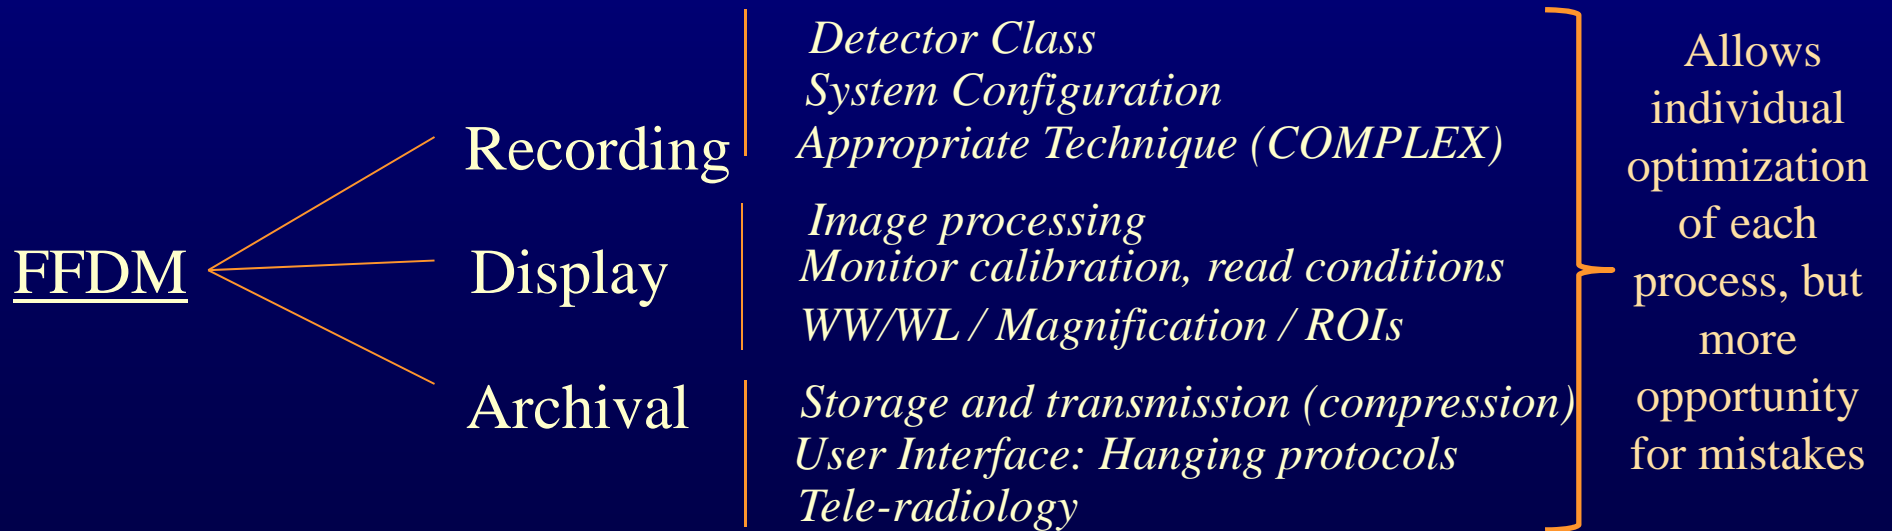 FFDM
Recording
Detector Class
System Configuration
Appropriate Technique (COMPLEX)
Display
Image processing
Monitor calibration, read conditions
WW/WL / Magnification / ROIs
Archival
Storage and transmission (compression)
User Interface: Hanging protocols
Tele-radiology
Allows
individual
optimization
of each
process, but
more
opportunity
for mistakes